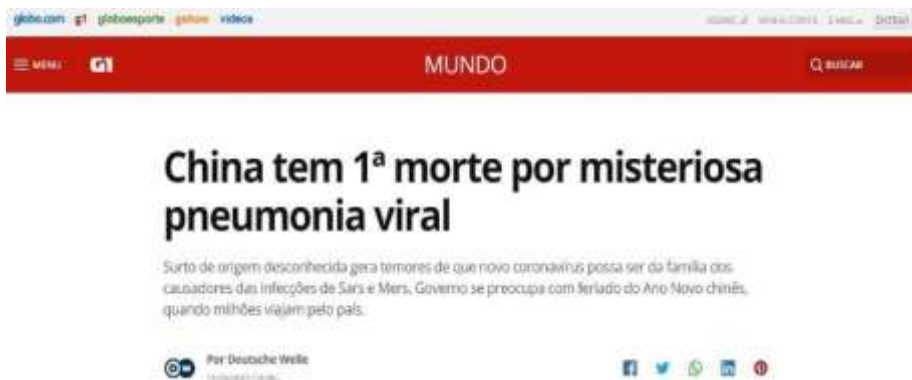 globo.com g1 globoesporte gshow videos
MENU G1 MUNDO BUSCAR
China tem 1ª morte por misteriosa
pneumonia viral
Surto de origem desconhecida gera temores de que novo coronavírus possa ser da família dos
causadores das infecções de Sars e Mers. Governo se preocupa com feriado do Ano Novo chinês,
quando milhões viajam pelo país.
Por Deutsche Welle